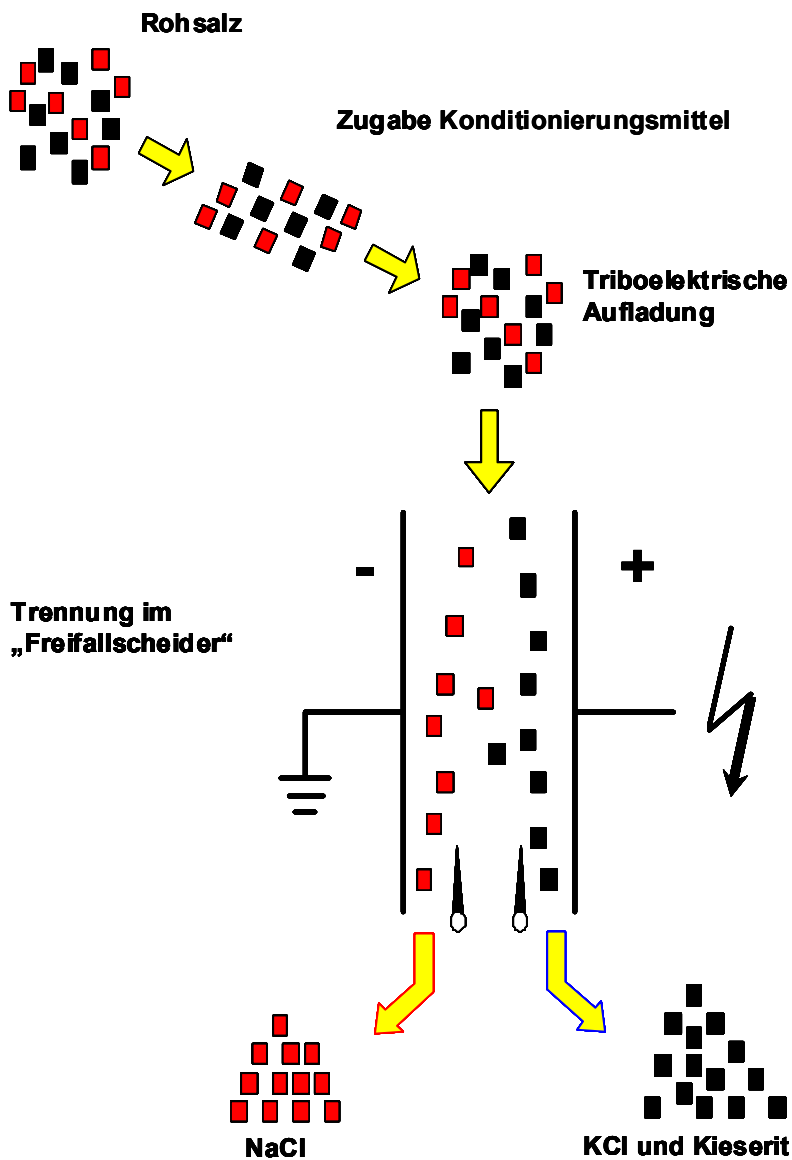 Rohsalz
Zugabe Konditionierungsmittel
Triboelektrische
Aufladung
-
+
Trennung im
„Freifallscheider“
NaCl
KCl und Kieserit